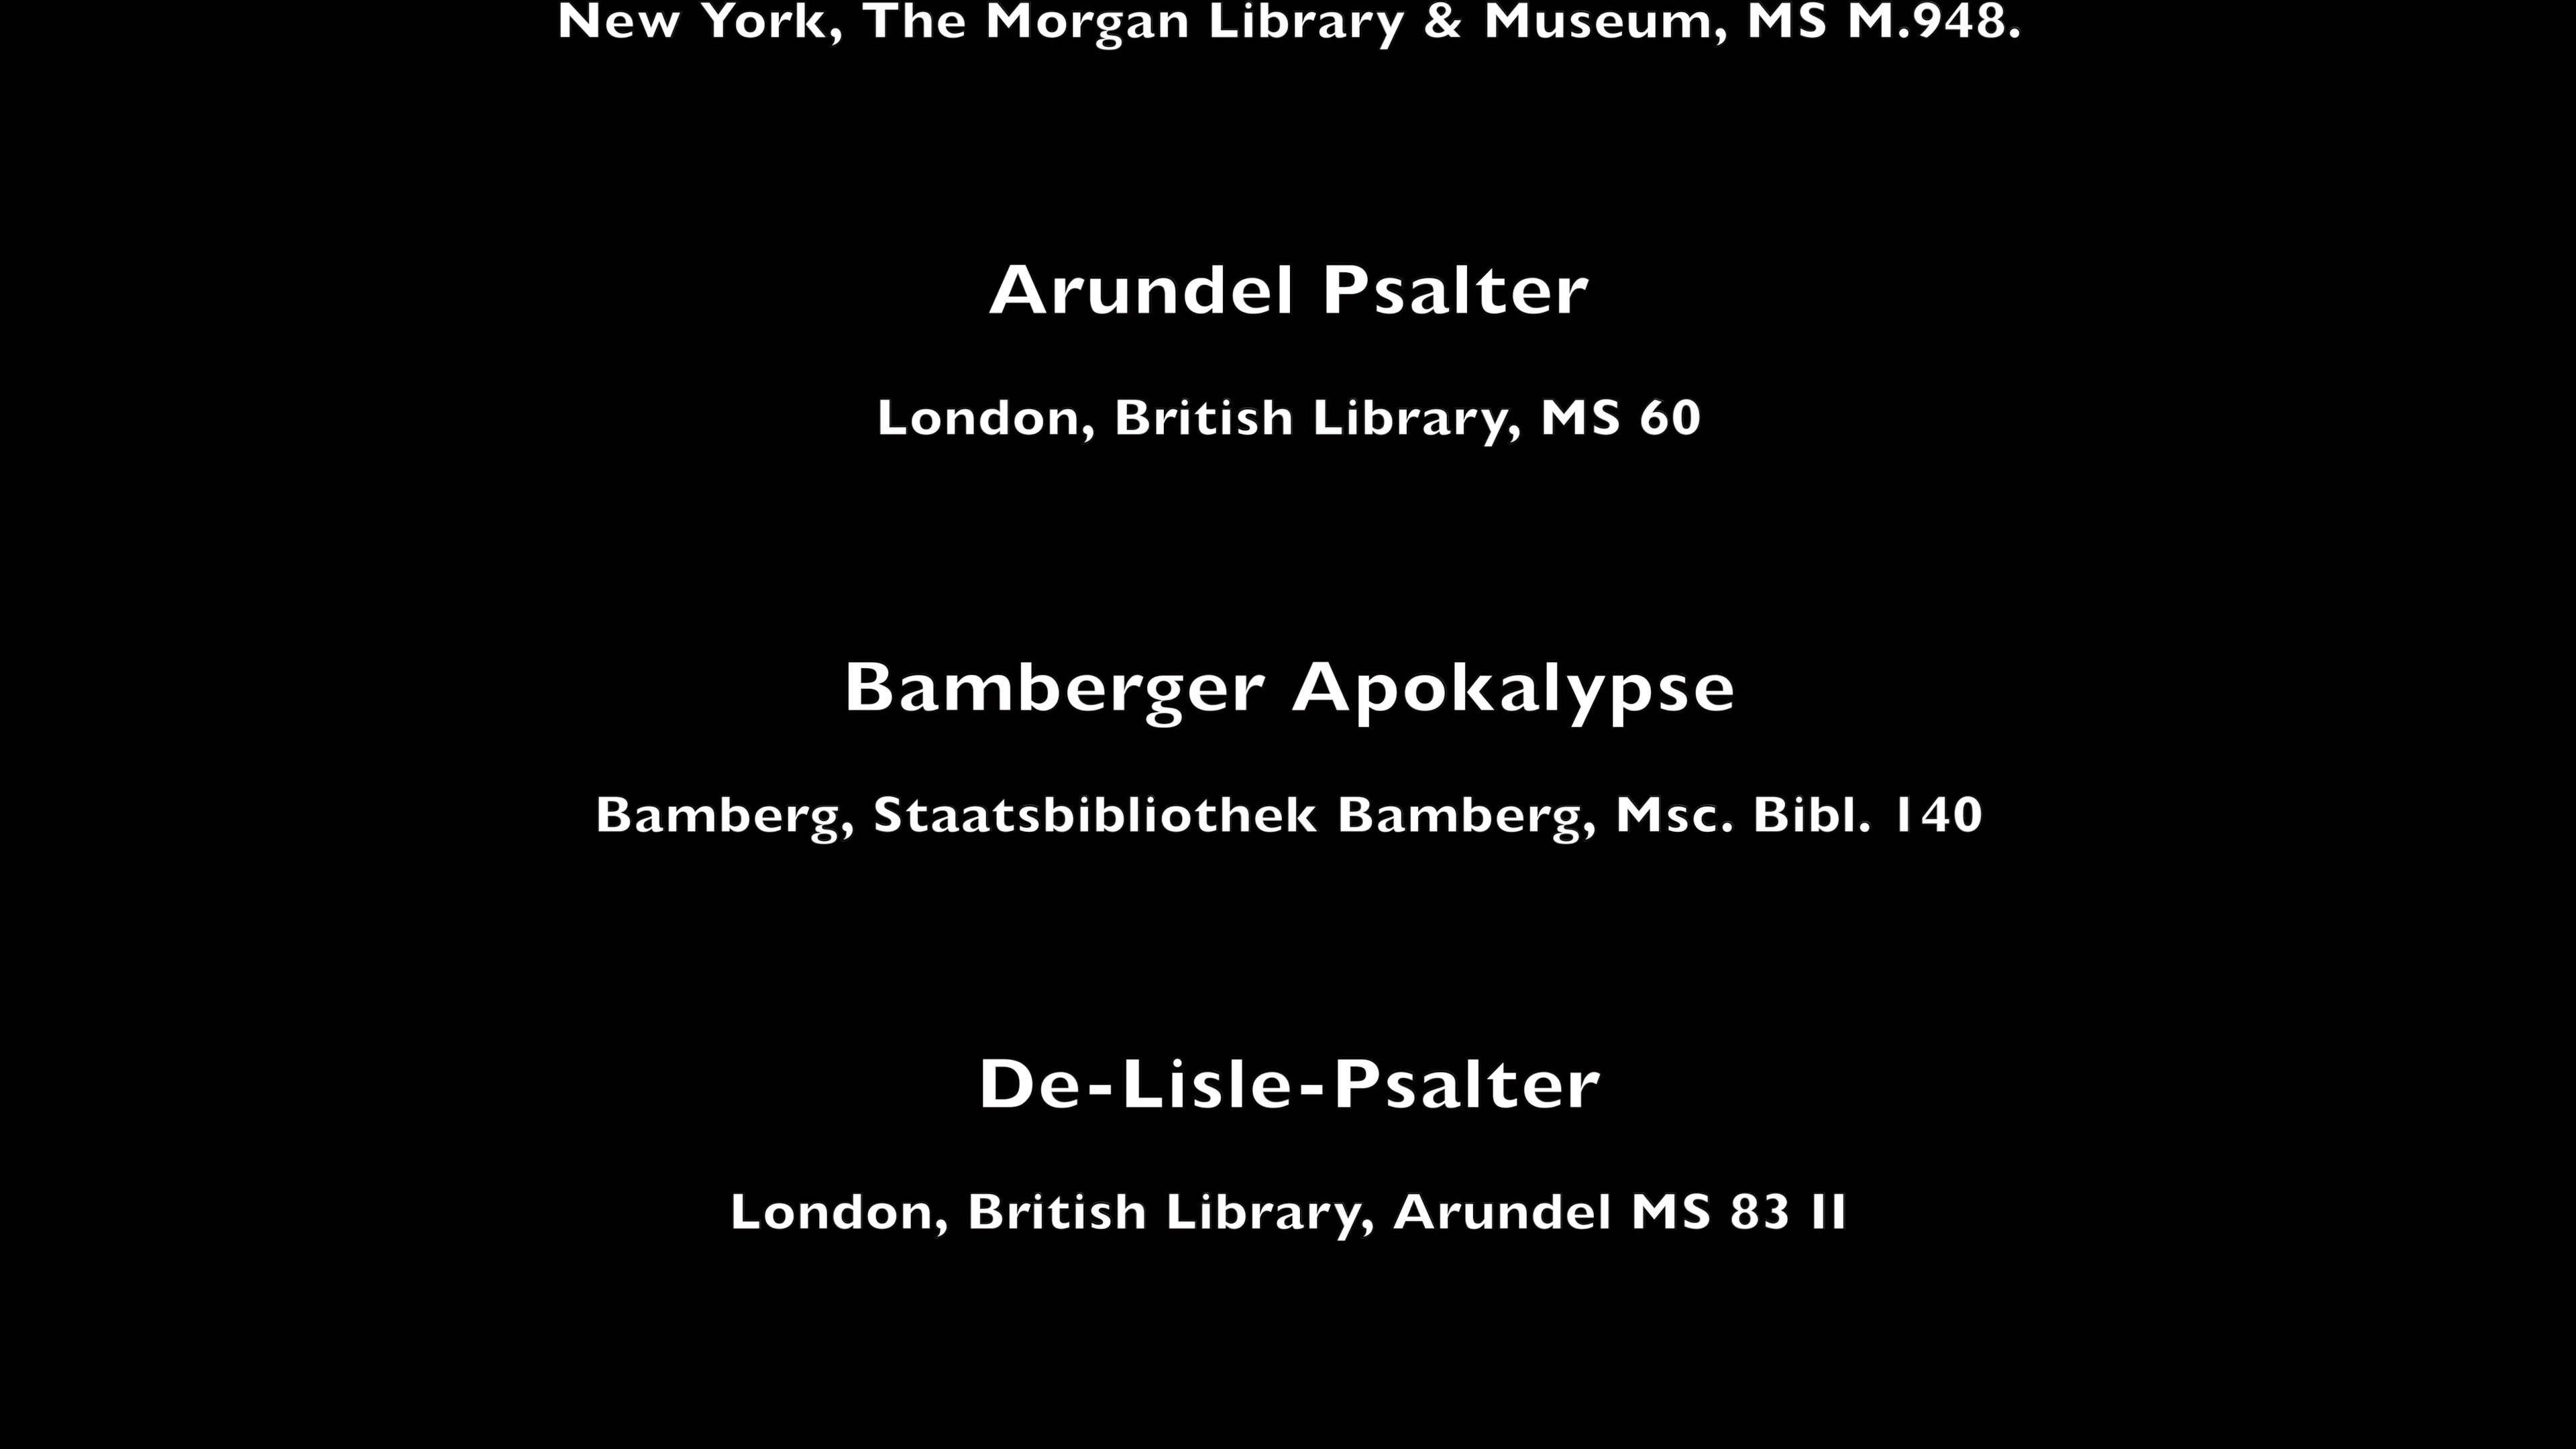 New York, The Morgan Library & Museum, MS M.948.
Arundel Psalter
London, British Library, MS 60
Bamberger Apokalypse
Bamberg, Staatsbibliothek Bamberg, Msc. Bibl. 140
De-Lisle-Psalter
London, British Library, Arundel MS 83 II